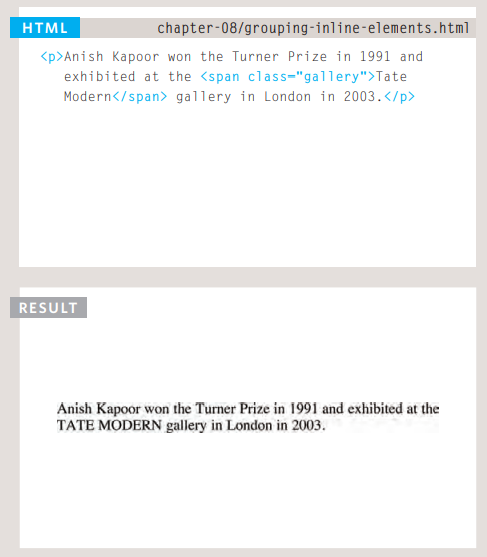 HTML
chapter-08/grouping-inline-elements.html
<p>Anish Kapoor won the Turner Prize in 1991 and
exhibited at the <span class="gallery">Tate
Modern</span> gallery in London in 2003.</p>
RESULT
Anish Kapoor won the Turner Prize in 1991 and exhibited at the
TATE MODERN gallery in London in 2003.